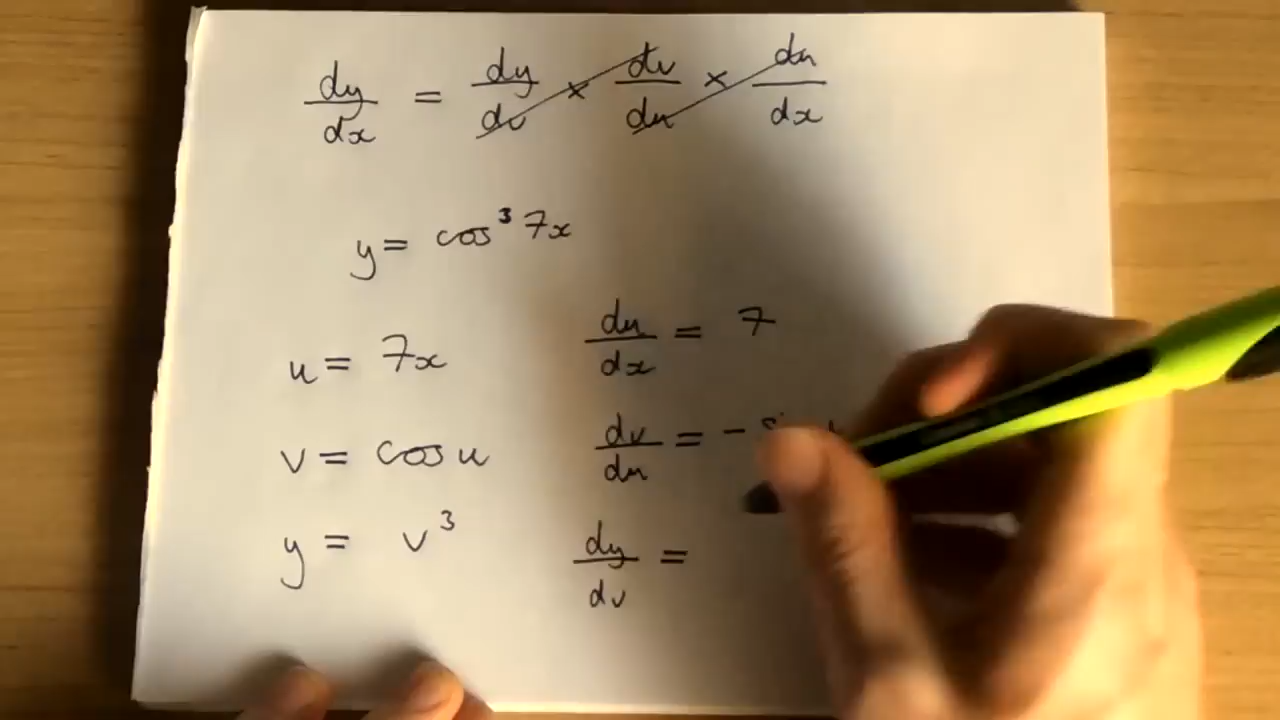 dy/dx = dy/dv × dv/du × du/dx
y = cos³ 7x
u = 7x
du/dx = 7
v = cos u
dv/du = -
y = v³
dy/dv =